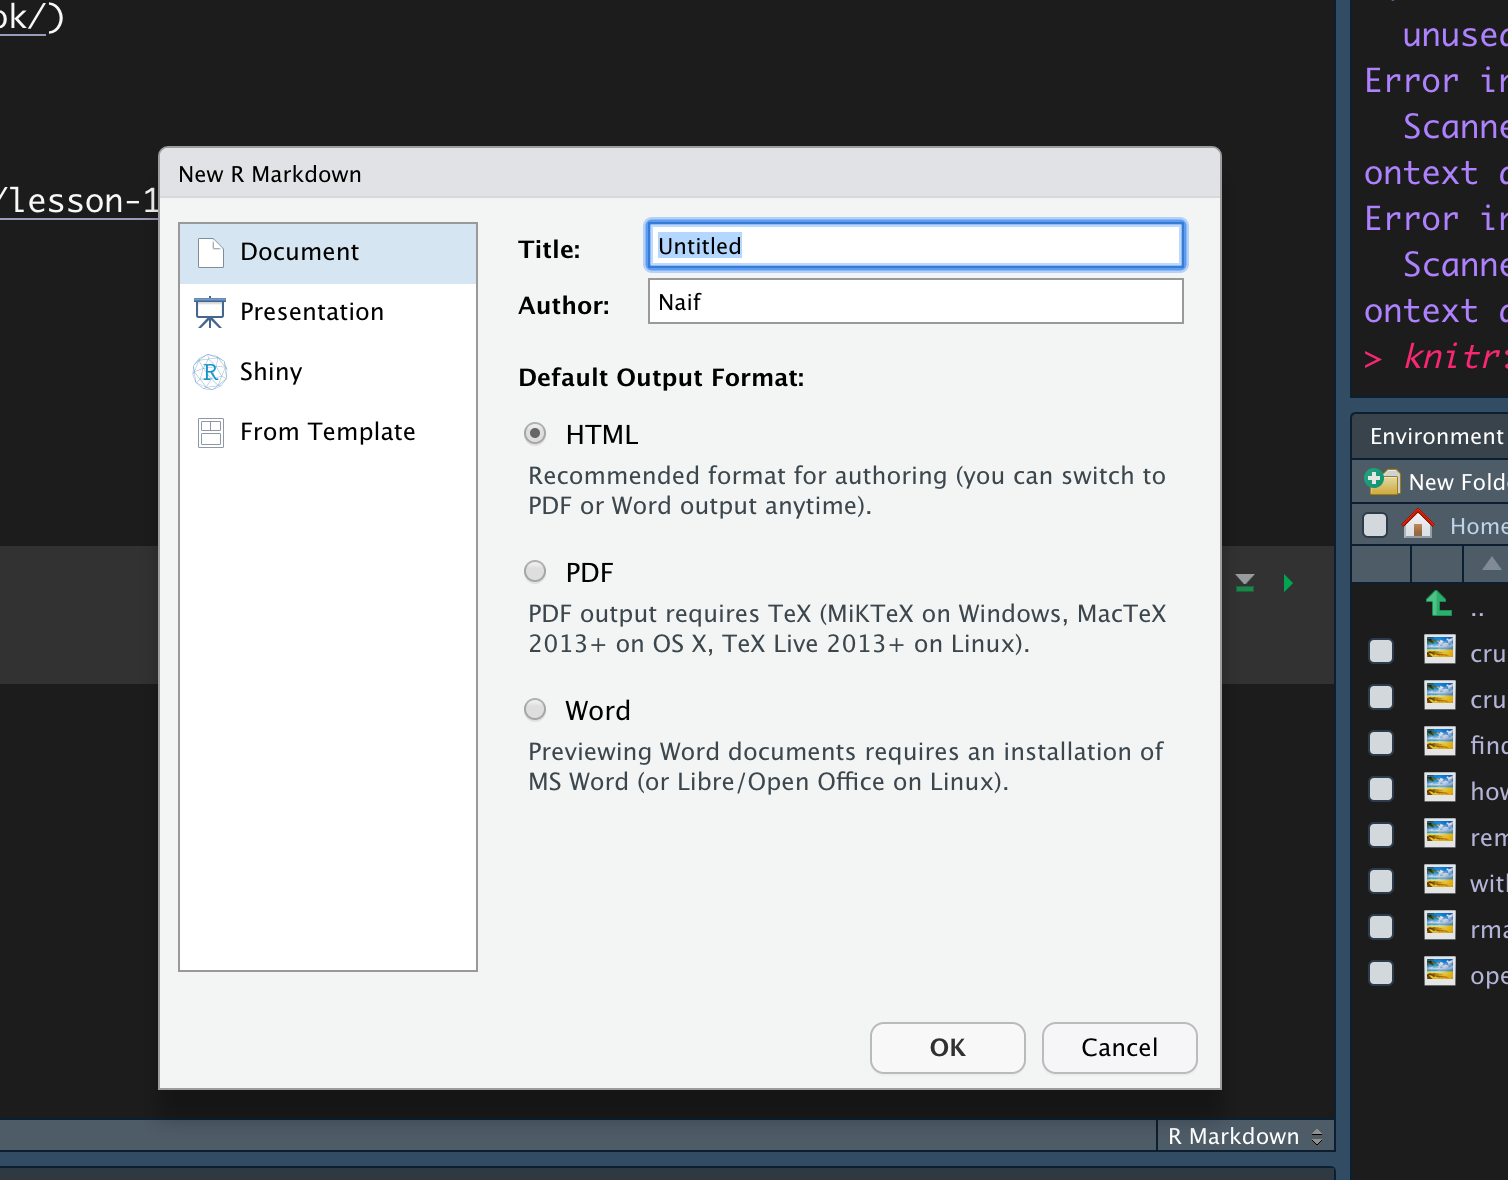 ok/)
/lesson-1
New R Markdown
Document
Presentation
Shiny
From Template
Title:
Untitled
Author:
Naif
Default Output Format:
HTML
Recommended format for authoring (you can switch to
PDF or Word output anytime).
PDF
PDF output requires TeX (MiKTeX on Windows, MacTeX
2013+ on OS X, TeX Live 2013+ on Linux).
Word
Previewing Word documents requires an installation of
MS Word (or Libre/Open Office on Linux).
OK
Cancel
R Markdown
unused
Error in
Scanne
ontext
Error in
Scanne
ontext
> knitr:
Environment
New Folde
Home
..
cru
cru
find
how
rem
with
rma
ope